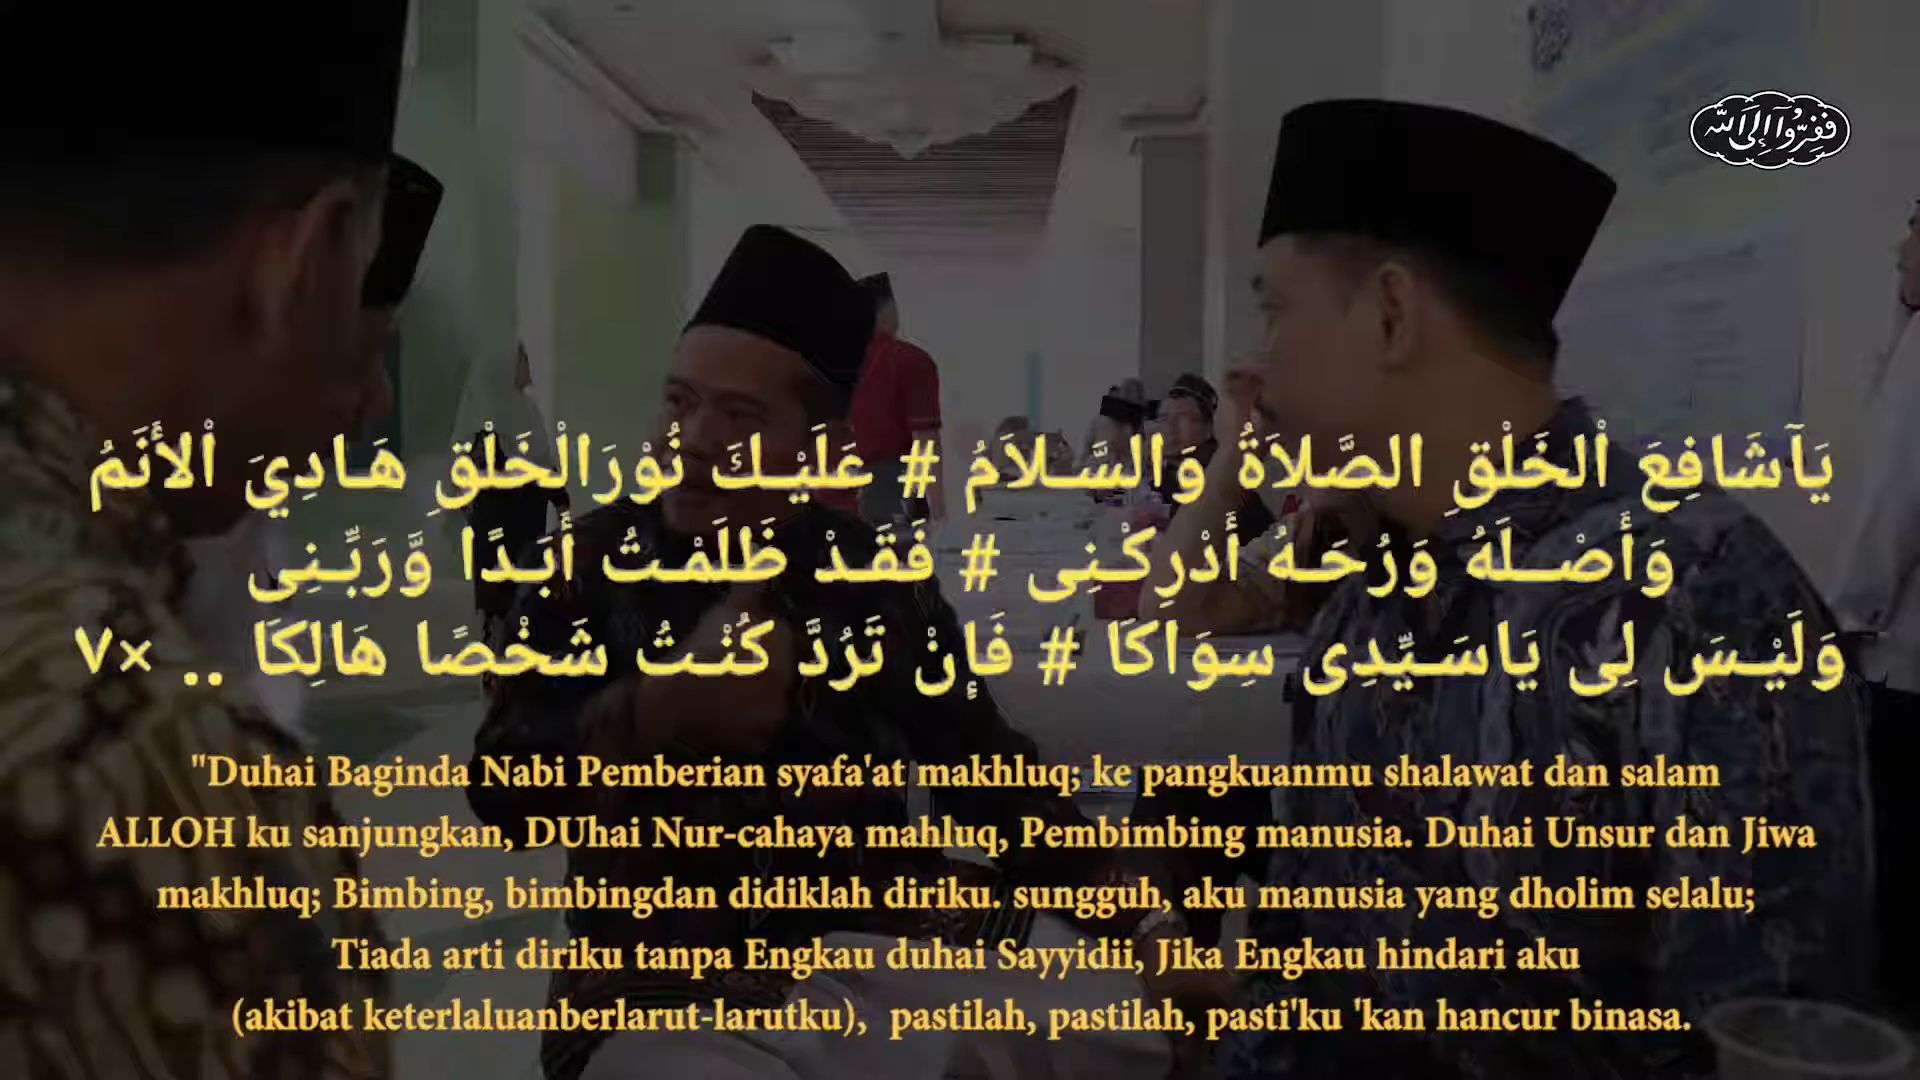 فَفِرُّوْآ اِلَى اللّٰه
يَآشَافِعَ اْلخَلْقِ الصَّلاَةُ وَالسَّلاَمُ # عَلَيْكَ نُوْرَالْخَلْقِ هَادِيَ اْلأَنَمُ
وَأَصْلَهُ وَرُحَهُ أَدْرِكْنِى # فَقَدْ ظَلَمْتُ أَبَدًا وَّرَبِّنِى
وَلَيْسَ لِى يَاسَيِّدِى سِوَاكَا # فَإِنْ تَرُدَّ كُنْتُ شَخْصًا هَالِكَا .. ×٧
"Duhai Baginda Nabi Pemberian syafa'at makhluq; ke pangkuanmu shalawat dan salam
ALLOH ku sanjungkan, DUhai Nur-cahaya mahluq, Pembimbing manusia. Duhai Unsur dan Jiwa
makhluq; Bimbing, bimbingdan didiklah diriku. sungguh, aku manusia yang dholim selalu;
Tiada arti diriku tanpa Engkau duhai Sayyidii, Jika Engkau hindari aku
(akibat keterlaluanberlarut-larutku), pastilah, pastilah, pasti'ku 'kan hancur binasa.